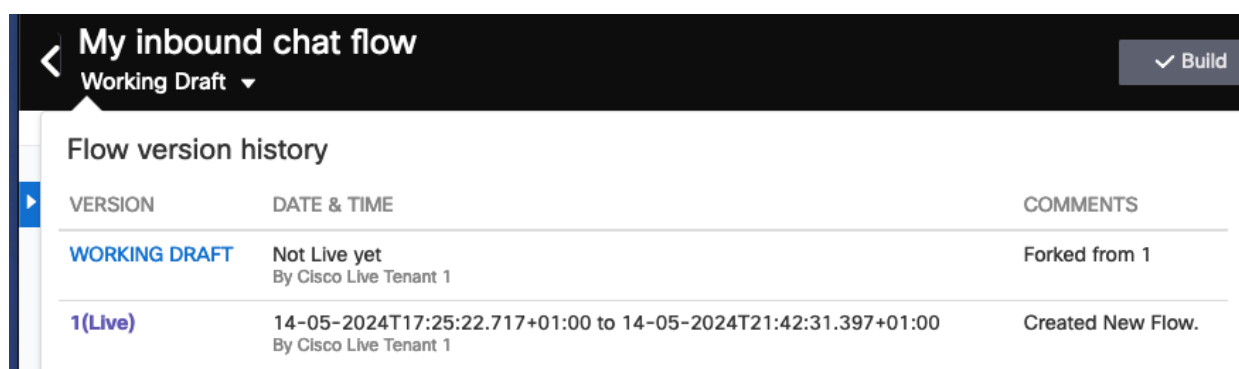 My inbound chat flow
Working Draft
Build
Flow version history
VERSION DATE & TIME COMMENTS
WORKING DRAFT Not Live yet Forked from 1
By Cisco Live Tenant 1
1(Live) 14-05-2024T17:25:22.717+01:00 to 14-05-2024T21:42:31.397+01:00 Created New Flow.
By Cisco Live Tenant 1